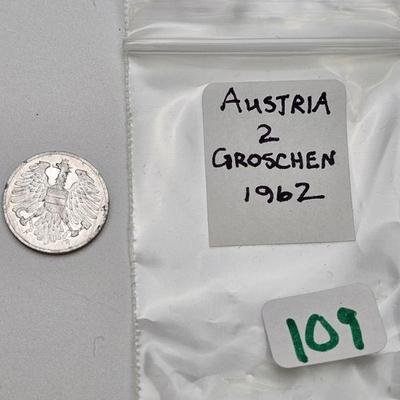 AUSTRIA
2
GROSCHEN
1962
109